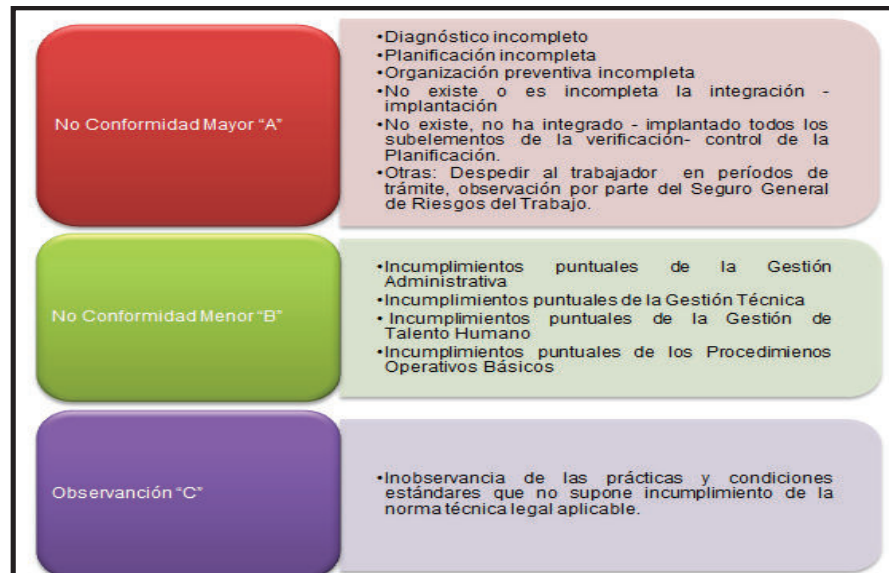 No Conformidad Mayor "A"
•Diagnóstico incompleto
•Planificación incompleta
•Organización preventiva incompleta
•No existe o es incompleta la integración -
implantación
•No existe, no ha integrado - implantado todos los
subelementos de la verificación- control de la
Planificación.
•Otras: Despedir al trabajador en períodos de
trámite, observación por parte del Seguro General
de Riesgos del Trabajo.
No Conformidad Menor "B"
•Incumplimientos puntuales de la Gestión
Administrativa
•Incumplimientos puntuales de la Gestión Técnica
• Incumplimientos puntuales de la Gestión de
Talento Humano
•Incumplimientos puntuales de los Procedimienos
Operativos Básicos
Observanción "C"
•Inobservancia de las prácticas y condiciones
estándares que no supone incumplimiento de la
norma técnica legal aplicable.